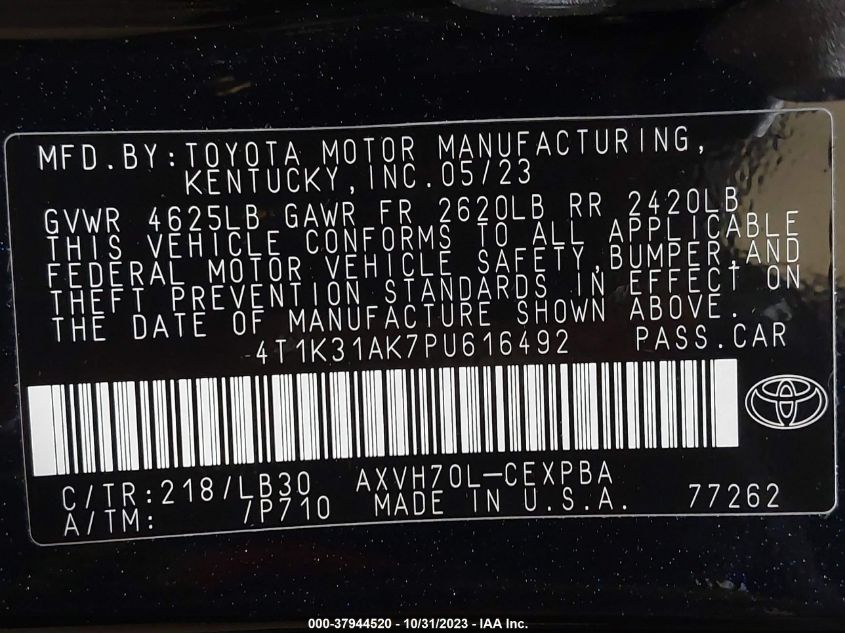 MFD.BY:TOYOTA MOTOR MANUFACTURING,
KENTUCKY,INC.05/23
GVWR 4625LB GAWR FR 2620LB RR 2420LB
THIS VEHICLE CONFORMS TO ALL APPLICABLE
FEDERAL MOTOR VEHICLE SAFETY,BUMPER,AND
THEFT PREVENTION STANDARDS IN EFFECT ON
THE DATE OF MANUFACTURE SHOWN ABOVE.
4T1K31AK7PU616492 PASS.CAR
C/TR:218/LB30 AXVH70L-CEXPBA
A/TM: /P710 MADE IN U.S.A. 77262
000-37944520 - 10/31/2023 - IAA Inc.